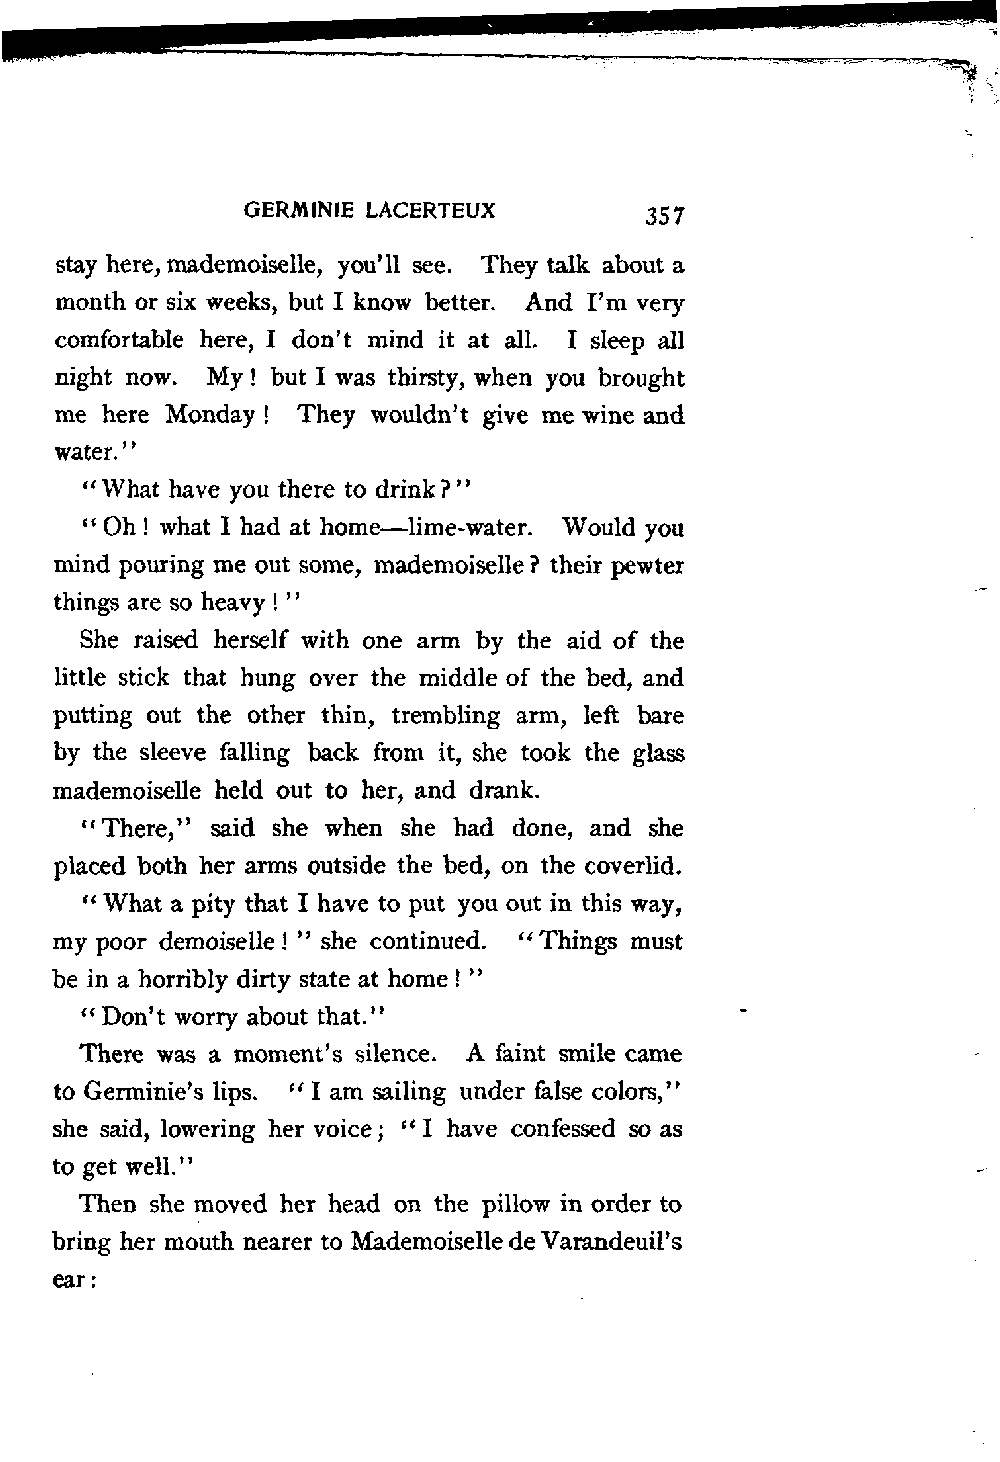 GERMINIE LACERTEUX 357
stay here, mademoiselle, you'll see. They talk about a
month or six weeks, but I know better. And I'm very
comfortable here, I don't mind it at all. I sleep all
night now. My! but I was thirsty, when you brought
me here Monday! They wouldn't give me wine and
water."
"What have you there to drink?"
"Oh! what I had at home—lime-water. Would you
mind pouring me out some, mademoiselle? their pewter
things are so heavy!"
She raised herself with one arm by the aid of the
little stick that hung over the middle of the bed, and
putting out the other thin, trembling arm, left bare
by the sleeve falling back from it, she took the glass
mademoiselle held out to her, and drank.
"There," said she when she had done, and she
placed both her arms outside the bed, on the coverlid.
"What a pity that I have to put you out in this way,
my poor demoiselle!" she continued. "Things must
be in a horribly dirty state at home!"
"Don't worry about that."
There was a moment's silence. A faint smile came
to Germinie's lips. "I am sailing under false colors,"
she said, lowering her voice; "I have confessed so as
to get well."
Then she moved her head on the pillow in order to
bring her mouth nearer to Mademoiselle de Varandeuil's
ear: